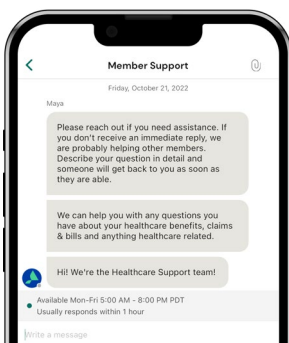 Member Support
Friday, October 21, 2022
Maya
Please reach out if you need assistance. If
you don't receive an immediate reply, we
are probably helping other members.
Describe your question in detail and
someone will get back to you as soon as
they are able.
We can help you with any questions you
have about your healthcare benefits, claims
& bills and anything healthcare related.
Hi! We're the Healthcare Support team!
Available Mon-Fri 5:00 AM - 8:00 PM PDT
Usually responds within 1 hour
Write a message